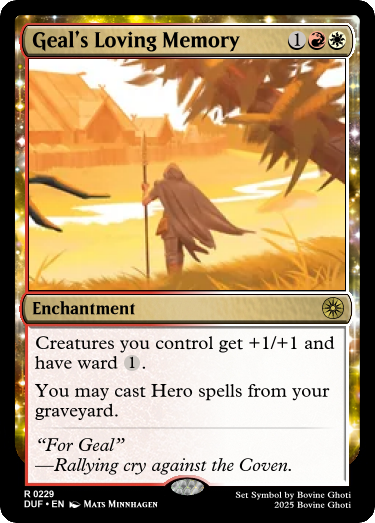 Geal's Loving Memory 1
Enchantment
Creatures you control get +1/+1 and
have ward 1.
You may cast Hero spells from your
graveyard.
“For Geal”
—Rallying cry against the Coven.
R 0229
DUF • EN Mats Minnhagen
Set Symbol by Bovine Ghoti
2025 Bovine Ghoti